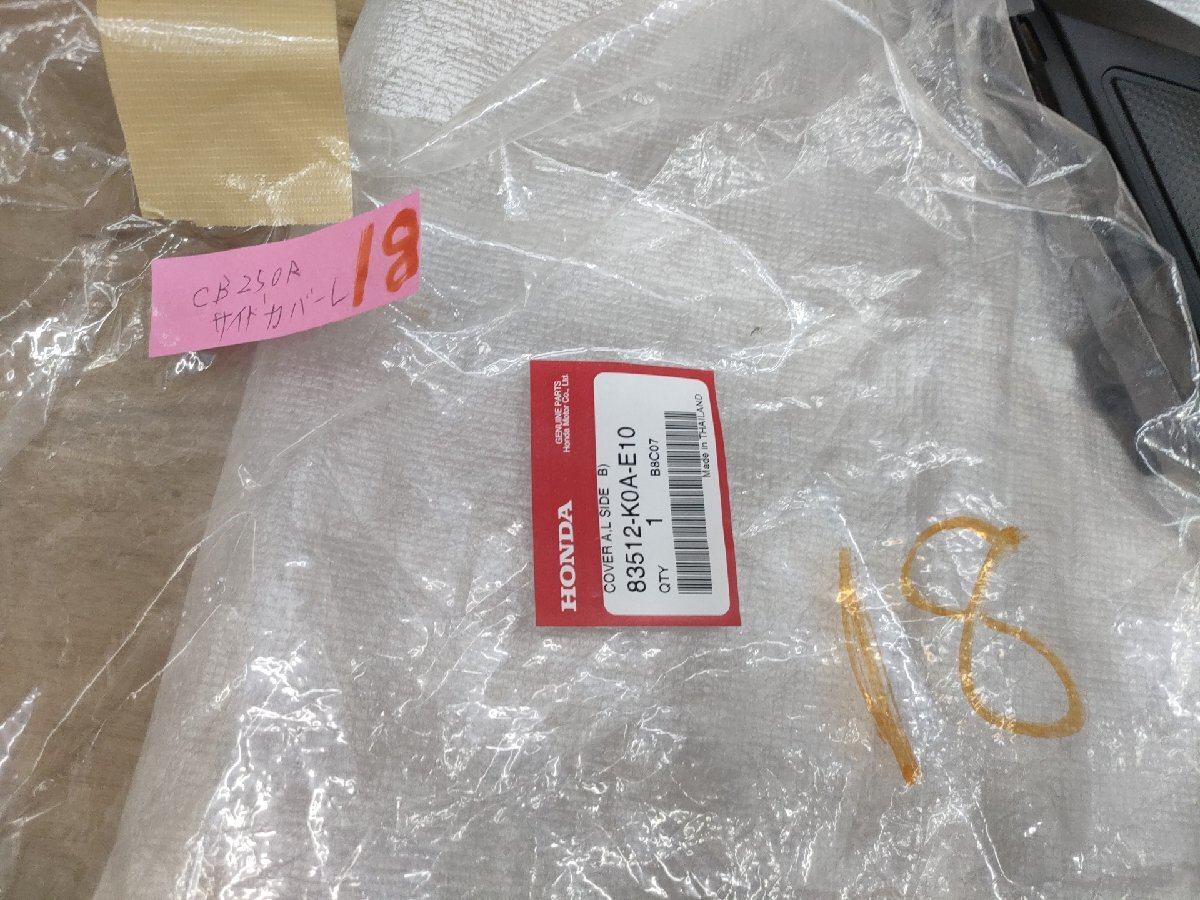 CB250R
サイドカバーL
18
HONDA
GENUINE PARTS
Honda Motor Co., Ltd.
COVER A,L SIDE B)
83512-K0A-E10
QTY 1 B8C07
Made in THAILAND
18